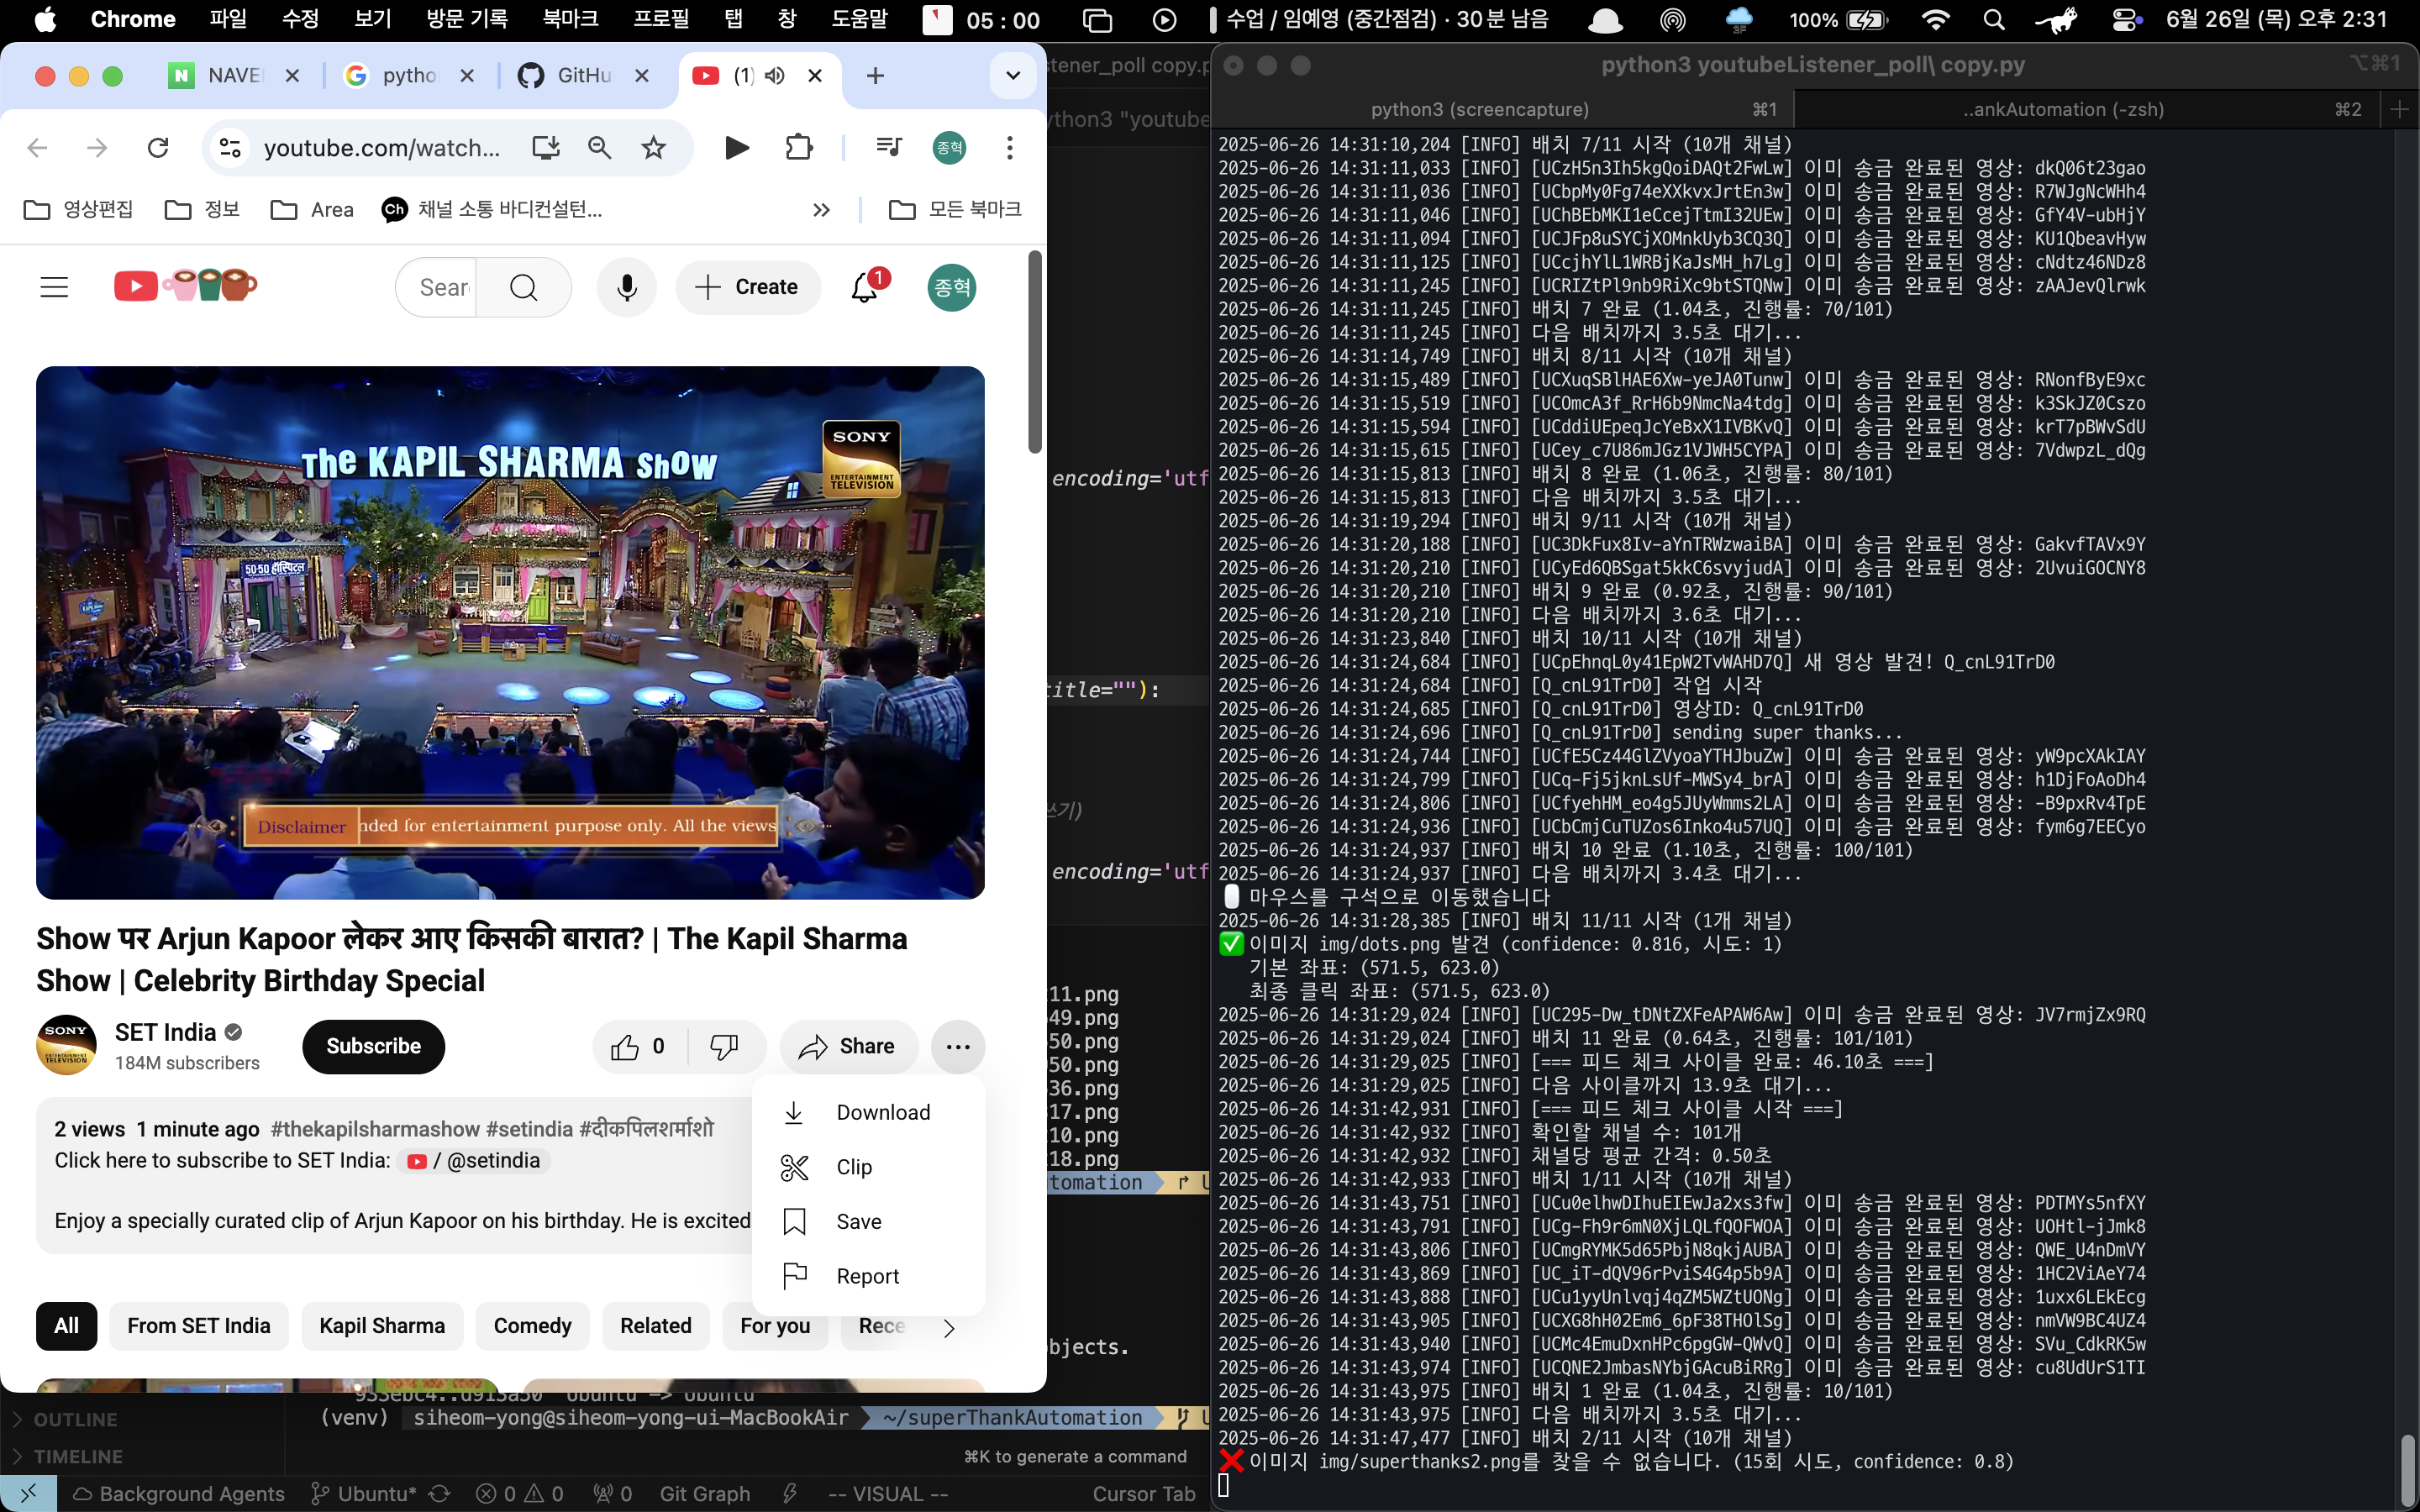 Chrome 파일 수정 보기 방문 기록 북마크 프로필 탭 창 도움말 05 : 00 수업 / 임예영 (중간점검) · 30분 남음 100% 6월 26일 (목) 오후 2:31
NAVE pytho GitHu (1)
youtube.com/watch... 종혁
영상편집 정보 Area Ch 채널 소통 바디컨설턴... 모든 북마크
Sear Create 1 종혁
The KAPIL SHARMA SHOW
SONY
ENTERTAINMENT
TELEVISION
50-50 हॉस्पिटल
Disclaimer nded for entertainment purpose only. All the views
Show पर Arjun Kapoor लेकर आए किसकी बारात? | The Kapil Sharma
Show | Celebrity Birthday Special
SONY
SET India
184M subscribers
Subscribe
0
Share
2 views 1 minute ago #thekapilsharmashow #setindia #दीकपिलशर्माशो
Click here to subscribe to SET India: / @setindia
Enjoy a specially curated clip of Arjun Kapoor on his birthday. He is excited
Download
Clip
Save
Report
All From SET India Kapil Sharma Comedy Related For you Rece
stener_poll copy.p
ython3 "youtube
encoding='utf
title=""):
쓰기)
encoding='utf
11.png
49.png
50.png
50.png
36.png
17.png
10.png
18.png
tomation
bjects.
933ebc4..d913a50 Ubuntu -> Ubuntu
(venv) siheom-yong@siheom-yong-ui-MacBookAir ~/superThankAutomation
⌘K to generate a command
OUTLINE
TIMELINE
Background Agents Ubuntu* 0 0 0 Git Graph -- VISUAL -- Cursor Tab
python3 youtubeListener_poll\ copy.py ⌥⌘1
python3 (screencapture) ⌘1 ..ankAutomation (-zsh) ⌘2
2025-06-26 14:31:10,204 [INFO] 배치 7/11 시작 (10개 채널)
2025-06-26 14:31:11,033 [INFO] [UCzH5n3Ih5kgQoiDAQt2FwLw] 이미 송금 완료된 영상: dkQ06t23gao
2025-06-26 14:31:11,036 [INFO] [UCbpMy0Fg74eXXkvxJrtEn3w] 이미 송금 완료된 영상: R7WJgNcWHh4
2025-06-26 14:31:11,046 [INFO] [UChBEbMKI1eCcejTtmI32UEw] 이미 송금 완료된 영상: GfY4V-ubHjY
2025-06-26 14:31:11,094 [INFO] [UCJFp8uSYCjXOMnkUyb3CQ3Q] 이미 송금 완료된 영상: KU1QbeavHyw
2025-06-26 14:31:11,125 [INFO] [UCcjhYlL1WRBjKaJsMH_h7Lg] 이미 송금 완료된 영상: cNdtz46NDz8
2025-06-26 14:31:11,245 [INFO] [UCRIZtPl9nb9RiXc9btSTQNw] 이미 송금 완료된 영상: zAAJevQlrwk
2025-06-26 14:31:11,245 [INFO] 배치 7 완료 (1.04초, 진행률: 70/101)
2025-06-26 14:31:11,245 [INFO] 다음 배치까지 3.5초 대기...
2025-06-26 14:31:14,749 [INFO] 배치 8/11 시작 (10개 채널)
2025-06-26 14:31:15,489 [INFO] [UCXuqSBlHAE6Xw-yeJA0Tunw] 이미 송금 완료된 영상: RNonfByE9xc
2025-06-26 14:31:15,519 [INFO] [UCOmcA3f_RrH6b9NmcNa4tdg] 이미 송금 완료된 영상: k3SkJZ0Cszo
2025-06-26 14:31:15,594 [INFO] [UCddiUEpeqJcYeBxX1IVBKvQ] 이미 송금 완료된 영상: krT7pBWvSdU
2025-06-26 14:31:15,615 [INFO] [UCey_c7U86mJGz1VJWH5CYPA] 이미 송금 완료된 영상: 7VdwpzL_dQg
2025-06-26 14:31:15,813 [INFO] 배치 8 완료 (1.06초, 진행률: 80/101)
2025-06-26 14:31:15,813 [INFO] 다음 배치까지 3.5초 대기...
2025-06-26 14:31:19,294 [INFO] 배치 9/11 시작 (10개 채널)
2025-06-26 14:31:20,188 [INFO] [UC3DkFux8Iv-aYnTRWzwaiBA] 이미 송금 완료된 영상: GakvfTAVx9Y
2025-06-26 14:31:20,210 [INFO] [UCyEd6QBSgat5kkC6svyjudA] 이미 송금 완료된 영상: 2UvuiGOCNY8
2025-06-26 14:31:20,210 [INFO] 배치 9 완료 (0.92초, 진행률: 90/101)
2025-06-26 14:31:20,210 [INFO] 다음 배치까지 3.6초 대기...
2025-06-26 14:31:23,840 [INFO] 배치 10/11 시작 (10개 채널)
2025-06-26 14:31:24,684 [INFO] [UCpEhnqL0y41EpW2TvWAHD7Q] 새 영상 발견! Q_cnL91TrD0
2025-06-26 14:31:24,684 [INFO] [Q_cnL91TrD0] 작업 시작
2025-06-26 14:31:24,685 [INFO] [Q_cnL91TrD0] 영상ID: Q_cnL91TrD0
2025-06-26 14:31:24,696 [INFO] [Q_cnL91TrD0] sending super thanks...
2025-06-26 14:31:24,744 [INFO] [UCfE5Cz44GlZVyoaYTHJbuZw] 이미 송금 완료된 영상: yW9pcXAkIAY
2025-06-26 14:31:24,799 [INFO] [UCq-Fj5jknLsUf-MWSy4_brA] 이미 송금 완료된 영상: h1DjFoAoDh4
2025-06-26 14:31:24,806 [INFO] [UCfyehHM_eo4g5JUyWmms2LA] 이미 송금 완료된 영상: -B9pxRv4TpE
2025-06-26 14:31:24,936 [INFO] [UCbCmjCuTUZos6Inko4u57UQ] 이미 송금 완료된 영상: fym6g7EECyo
2025-06-26 14:31:24,937 [INFO] 배치 10 완료 (1.10초, 진행률: 100/101)
2025-06-26 14:31:24,937 [INFO] 다음 배치까지 3.4초 대기...
마우스를 구석으로 이동했습니다
2025-06-26 14:31:28,385 [INFO] 배치 11/11 시작 (1개 채널)
✅ 이미지 img/dots.png 발견 (confidence: 0.816, 시도: 1)
기본 좌표: (571.5, 623.0)
최종 클릭 좌표: (571.5, 623.0)
2025-06-26 14:31:29,024 [INFO] [UC295-Dw_tDNtZXFeAPAW6Aw] 이미 송금 완료된 영상: JV7rmjZx9RQ
2025-06-26 14:31:29,024 [INFO] 배치 11 완료 (0.64초, 진행률: 101/101)
2025-06-26 14:31:29,025 [INFO] [=== 피드 체크 사이클 완료: 46.10초 ===]
2025-06-26 14:31:29,025 [INFO] 다음 사이클까지 13.9초 대기...
2025-06-26 14:31:42,931 [INFO] [=== 피드 체크 사이클 시작 ===]
2025-06-26 14:31:42,932 [INFO] 확인할 채널 수: 101개
2025-06-26 14:31:42,932 [INFO] 채널당 평균 간격: 0.50초
2025-06-26 14:31:42,933 [INFO] 배치 1/11 시작 (10개 채널)
2025-06-26 14:31:43,751 [INFO] [UCu0elhwDIhuEIEwJa2xs3fw] 이미 송금 완료된 영상: PDTMYs5nfXY
2025-06-26 14:31:43,791 [INFO] [UCg-Fh9r6mN0XjLQLfQOFWOA] 이미 송금 완료된 영상: UOHtl-jJmk8
2025-06-26 14:31:43,806 [INFO] [UCmgRYMK5d65PbjN8qkjAUBA] 이미 송금 완료된 영상: QWE_U4nDmVY
2025-06-26 14:31:43,869 [INFO] [UC_iT-dQV96rPviS4G4p5b9A] 이미 송금 완료된 영상: 1HC2ViAeY74
2025-06-26 14:31:43,888 [INFO] [UCu1yyUnlvqj4qZM5WZtUONg] 이미 송금 완료된 영상: 1uxx6LEkEcg
2025-06-26 14:31:43,905 [INFO] [UCXG8hH02Em6_6pF38THOlSg] 이미 송금 완료된 영상: nmVW9BC4UZ4
2025-06-26 14:31:43,940 [INFO] [UCMc4EmuDxnHPc6pgGW-QWvQ] 이미 송금 완료된 영상: SVu_CdkRK5w
2025-06-26 14:31:43,974 [INFO] [UCQNE2JmbasNYbjGAcuBiRRg] 이미 송금 완료된 영상: cu8UdUrS1TI
2025-06-26 14:31:43,975 [INFO] 배치 1 완료 (1.04초, 진행률: 10/101)
2025-06-26 14:31:43,975 [INFO] 다음 배치까지 3.5초 대기...
2025-06-26 14:31:47,477 [INFO] 배치 2/11 시작 (10개 채널)
❌ 이미지 img/superthanks2.png를 찾을 수 없습니다. (15회 시도, confidence: 0.8)